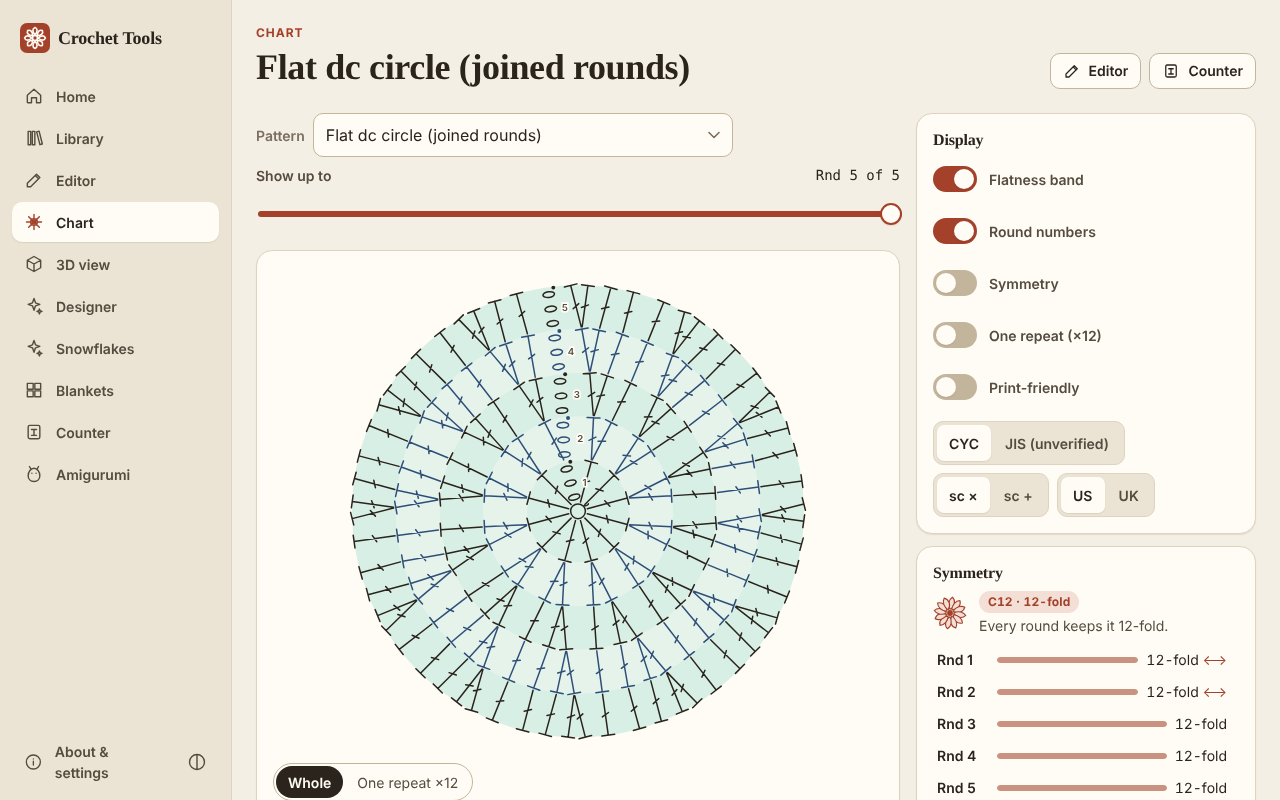 Crochet Tools
Home
Library
Editor
Chart
3D view
Designer
Snowflakes
Blankets
Counter
Amigurumi
About &
settings
CHART
Flat dc circle (joined rounds)
Editor
Counter
Pattern
Flat dc circle (joined rounds)
Show up to
Rnd 5 of 5
5
4
3
2
1
Whole
One repeat ×12
Display
Flatness band
Round numbers
Symmetry
One repeat (×12)
Print-friendly
CYC
JIS (unverified)
sc ×
sc +
US
UK
Symmetry
C12 · 12-fold
Every round keeps it 12-fold.
Rnd 1 12-fold ↔
Rnd 2 12-fold ↔
Rnd 3 12-fold
Rnd 4 12-fold
Rnd 5 12-fold